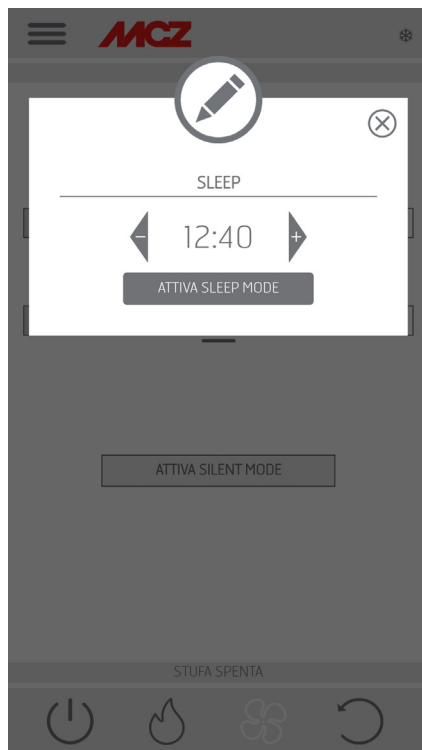 MCZ
SLEEP
- 12:40 +
ATTIVA SLEEP MODE
ATTIVA SILENT MODE
STUFA SPENTA